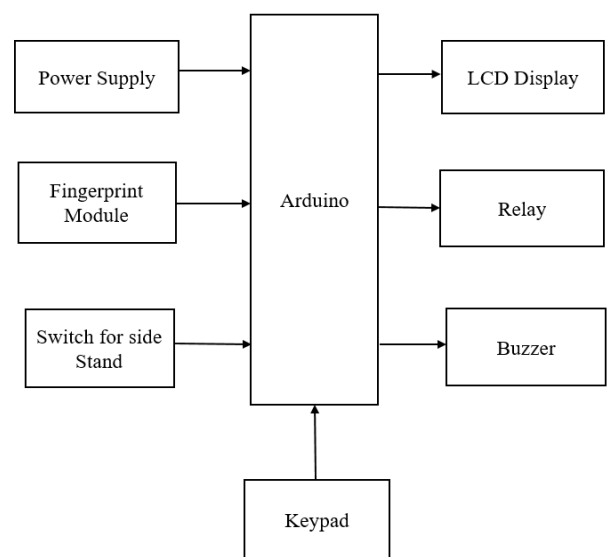 Power Supply
LCD Display
Fingerprint
Module
Arduino
Relay
Switch for side
Stand
Buzzer
Keypad